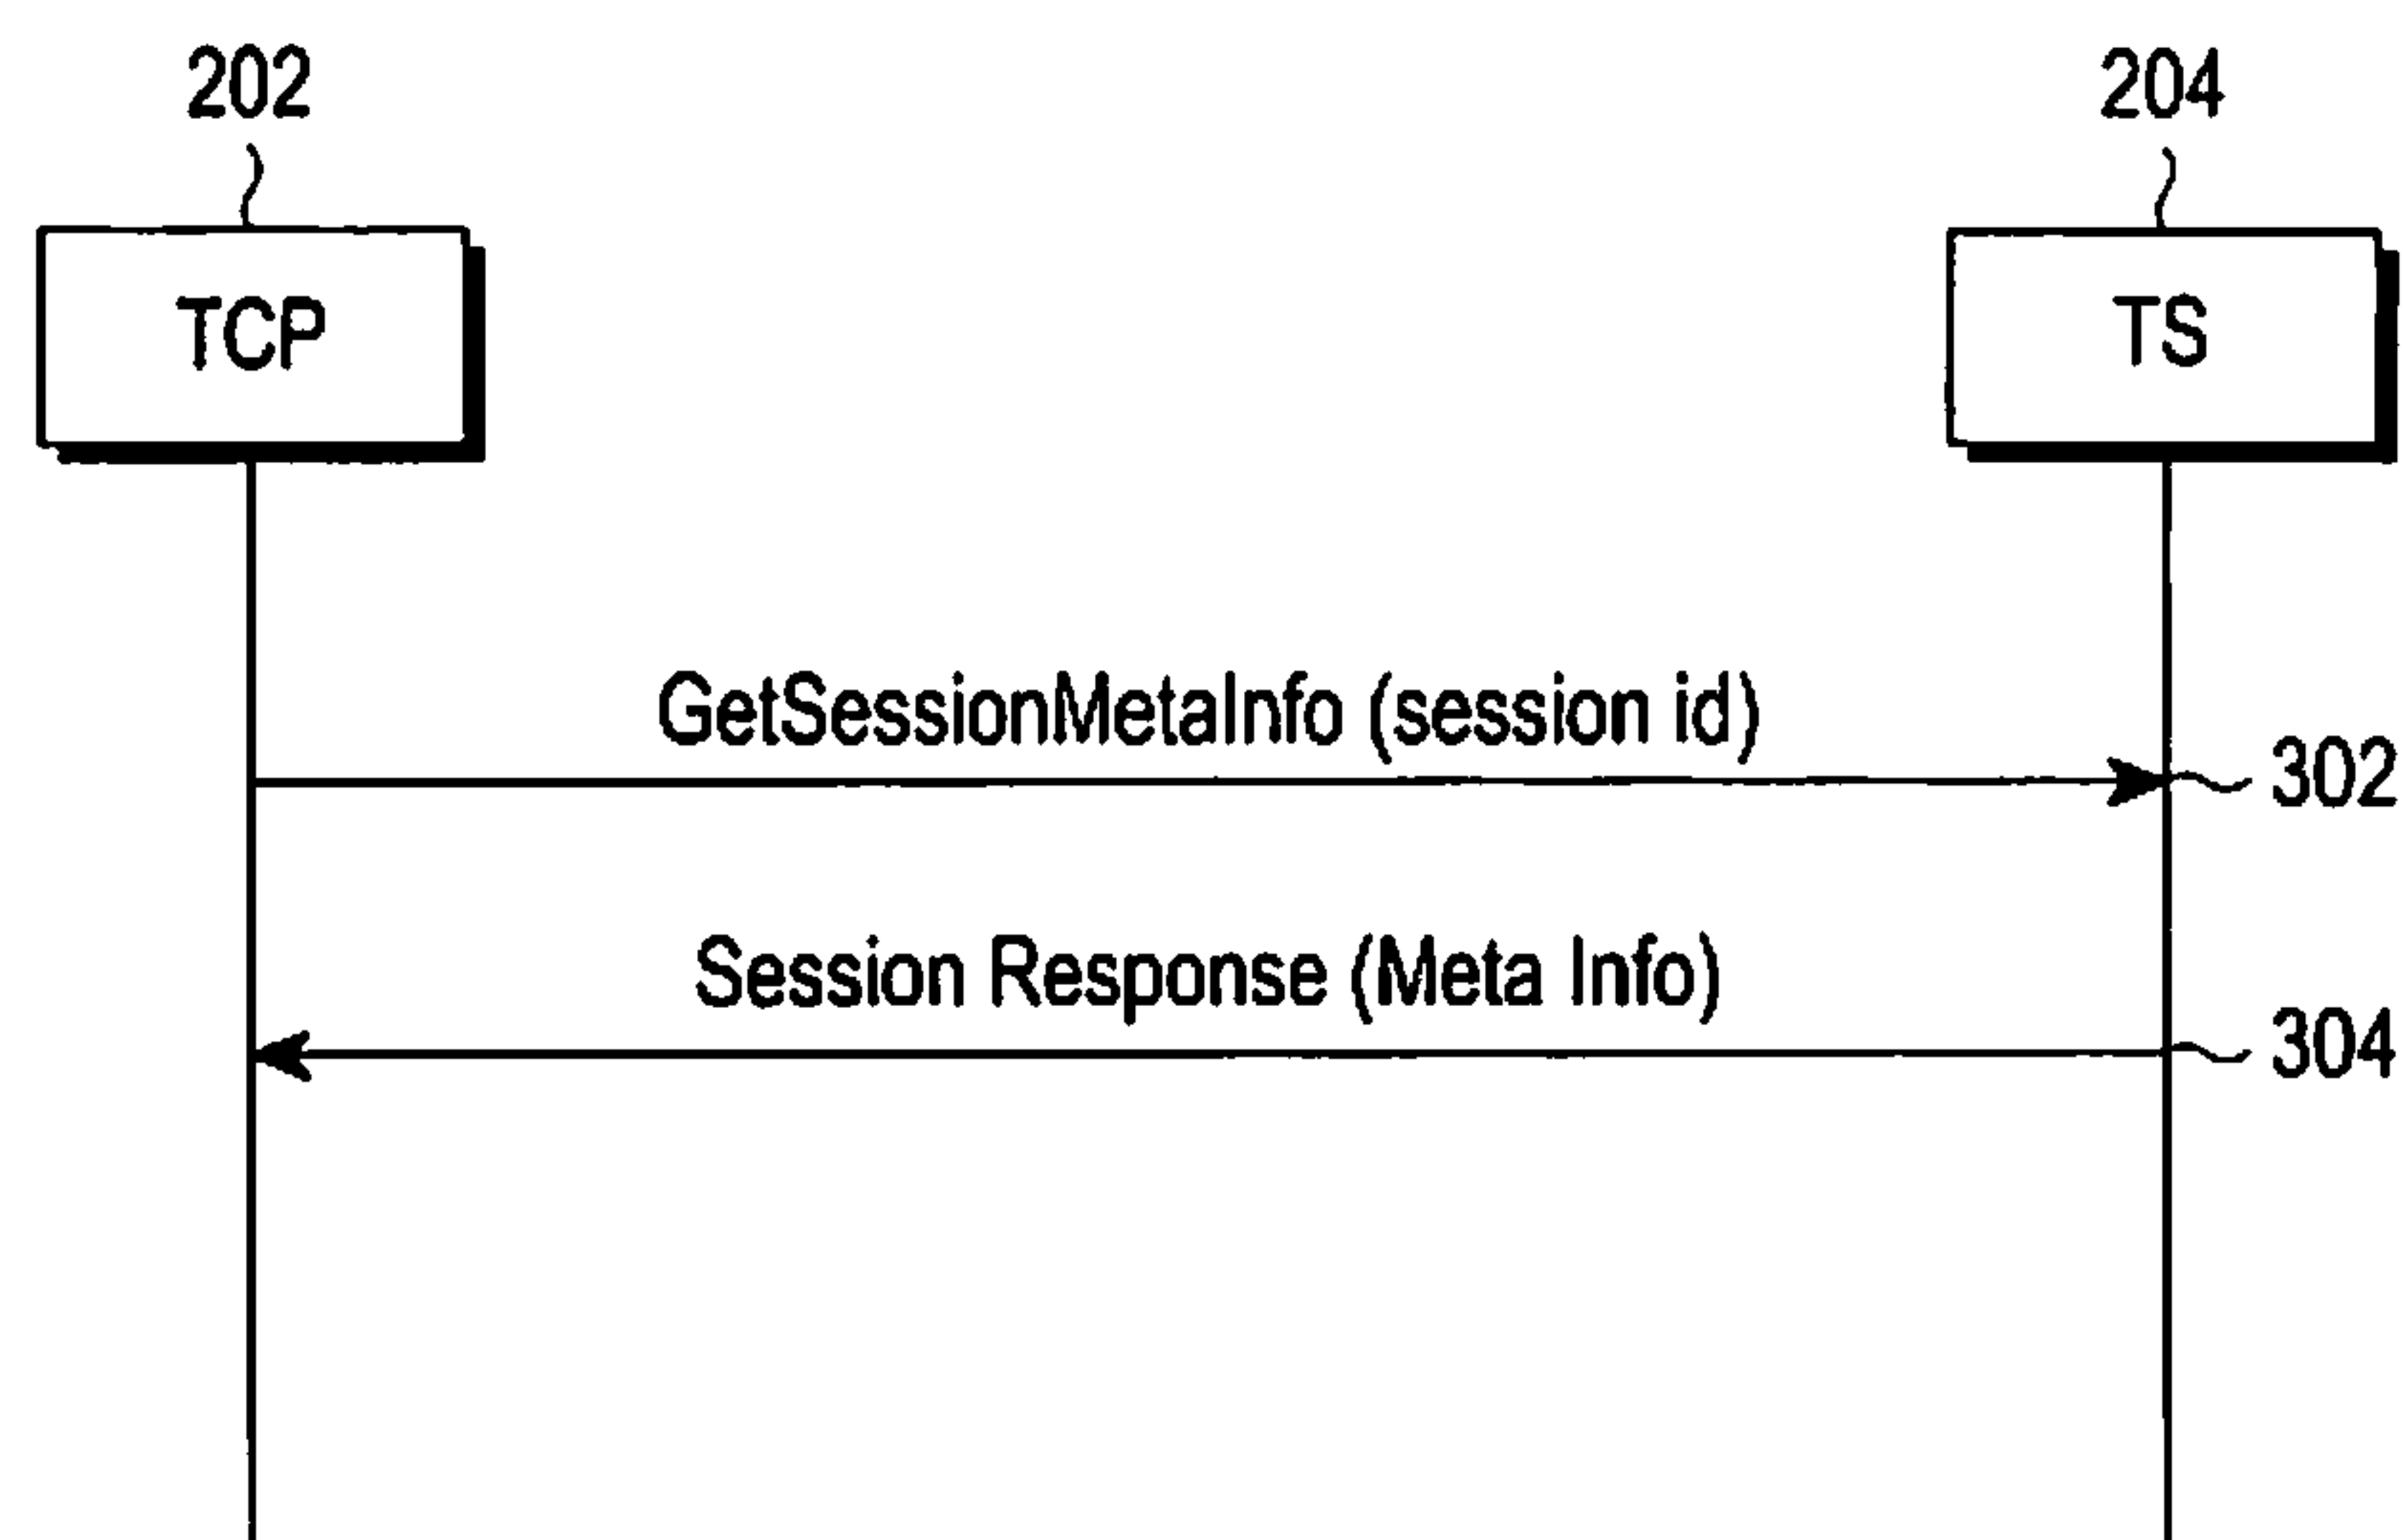 202
204
TCP
TS
GetSessionMetaInfo (session id)
302
Session Response (Meta Info)
304